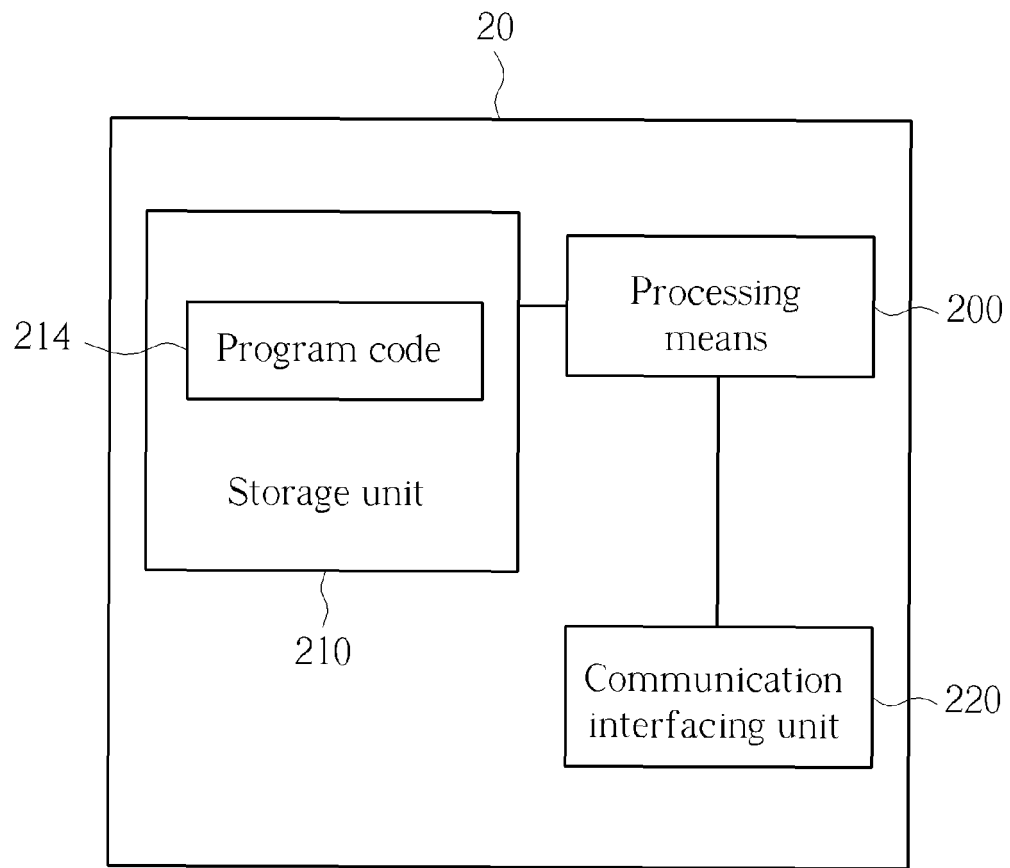 20
Processing
means
200
214
Program code
Storage unit
210
Communication
interfacing unit
220